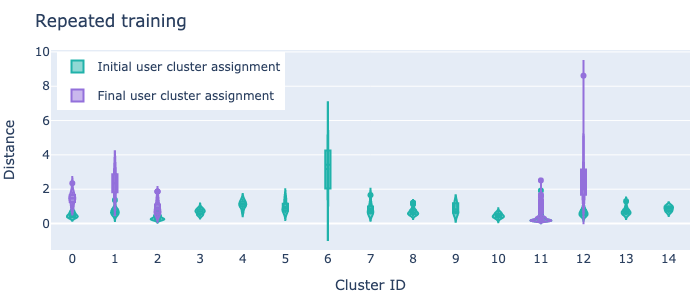 Repeated training
Initial user cluster assignment
Final user cluster assignment
10
8
6
4
2
0
Distance
0 1 2 3 4 5 6 7 8 9 10 11 12 13 14
Cluster ID